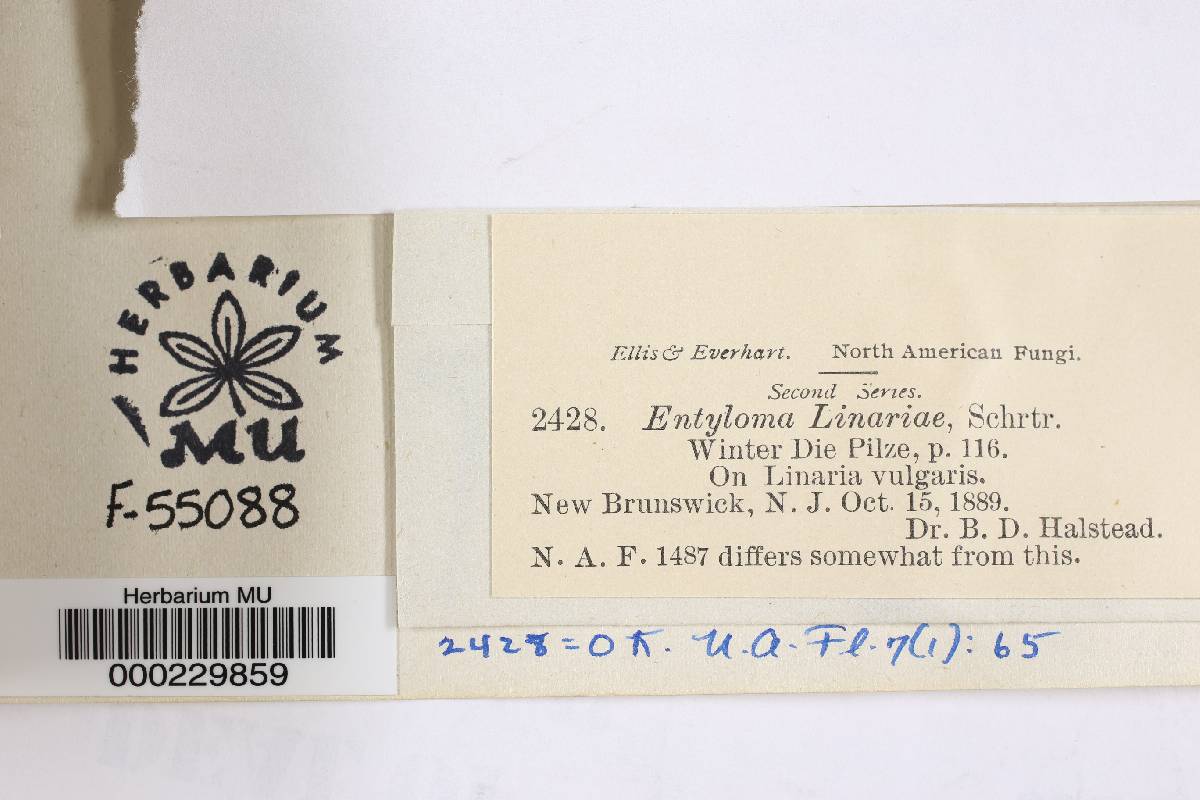 HERBARIUM
MU
F-55088
Herbarium MU
000229859
Ellis & Everhart. North American Fungi.
Second Series.
2428. Entyloma Linariae, Schrtr.
Winter Die Pilze, p. 116.
On Linaria vulgaris.
New Brunswick, N. J. Oct. 15, 1889.
Dr. B. D. Halstead.
N. A. F. 1487 differs somewhat from this.
2428 = OK. N.A. Fl. 7(1): 65